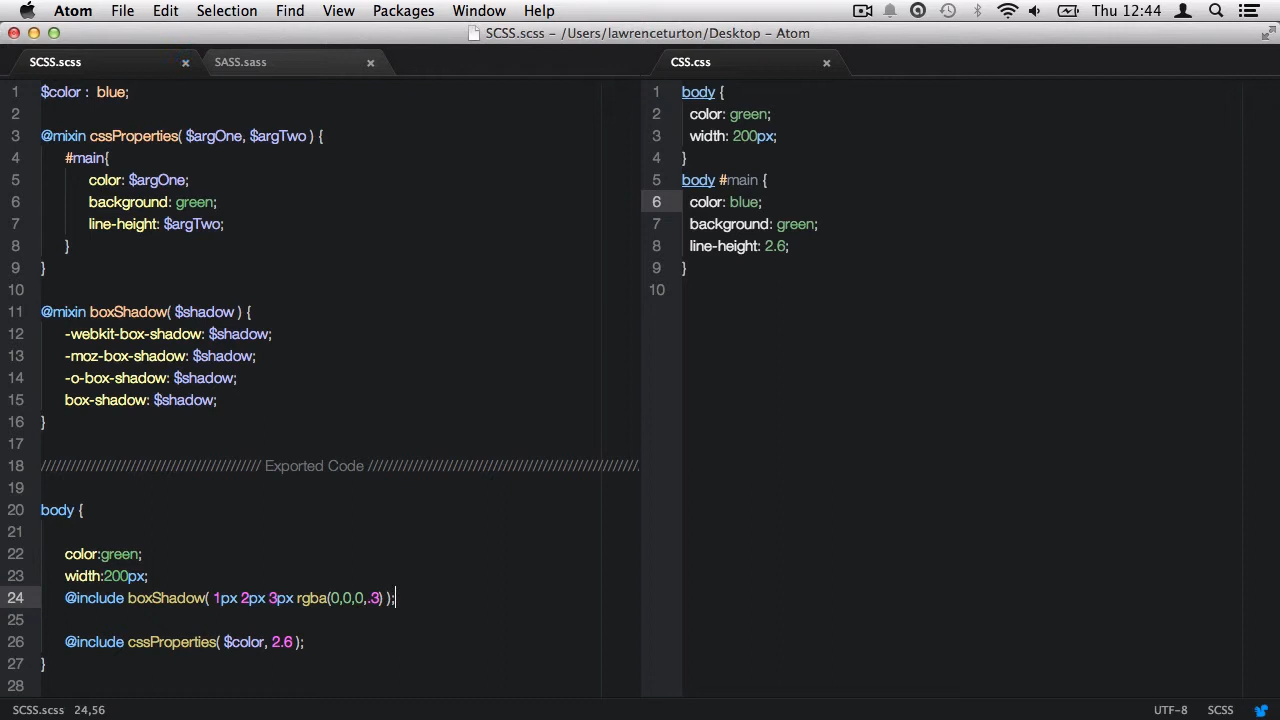 Atom File Edit Selection Find View Packages Window Help Thu 12:44
SCSS.scss – /Users/lawrenceturton/Desktop – Atom
SCSS.scss SASS.sass CSS.css
1 $color : blue;
2
3 @mixin cssProperties( $argOne, $argTwo ) {
4 #main{
5 color: $argOne;
6 background: green;
7 line-height: $argTwo;
8 }
9 }
10
11 @mixin boxShadow( $shadow ) {
12 -webkit-box-shadow: $shadow;
13 -moz-box-shadow: $shadow;
14 -o-box-shadow: $shadow;
15 box-shadow: $shadow;
16 }
17
18 //////////////////////////////////////////// Exported Code ////////////////////////////////////////////////////////
19
20 body {
21
22 color:green;
23 width:200px;
24 @include boxShadow( 1px 2px 3px rgba(0,0,0,.3) );
25
26 @include cssProperties( $color, 2.6 );
27 }
28
1 body {
2 color: green;
3 width: 200px;
4 }
5 body #main {
6 color: blue;
7 background: green;
8 line-height: 2.6;
9 }
10
SCSS.scss 24,56 UTF-8 SCSS